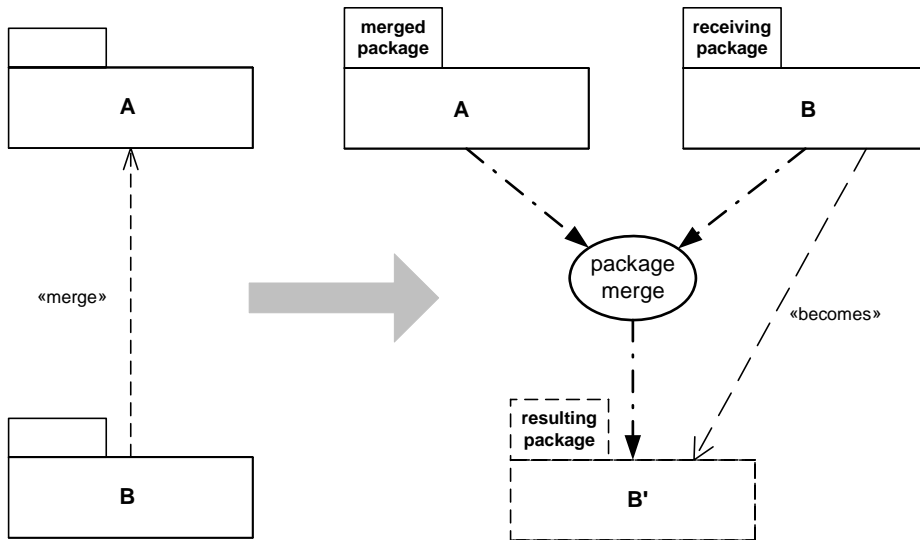 A
«merge»
B
merged
package
A
receiving
package
B
package
merge
«becomes»
resulting
package
B'